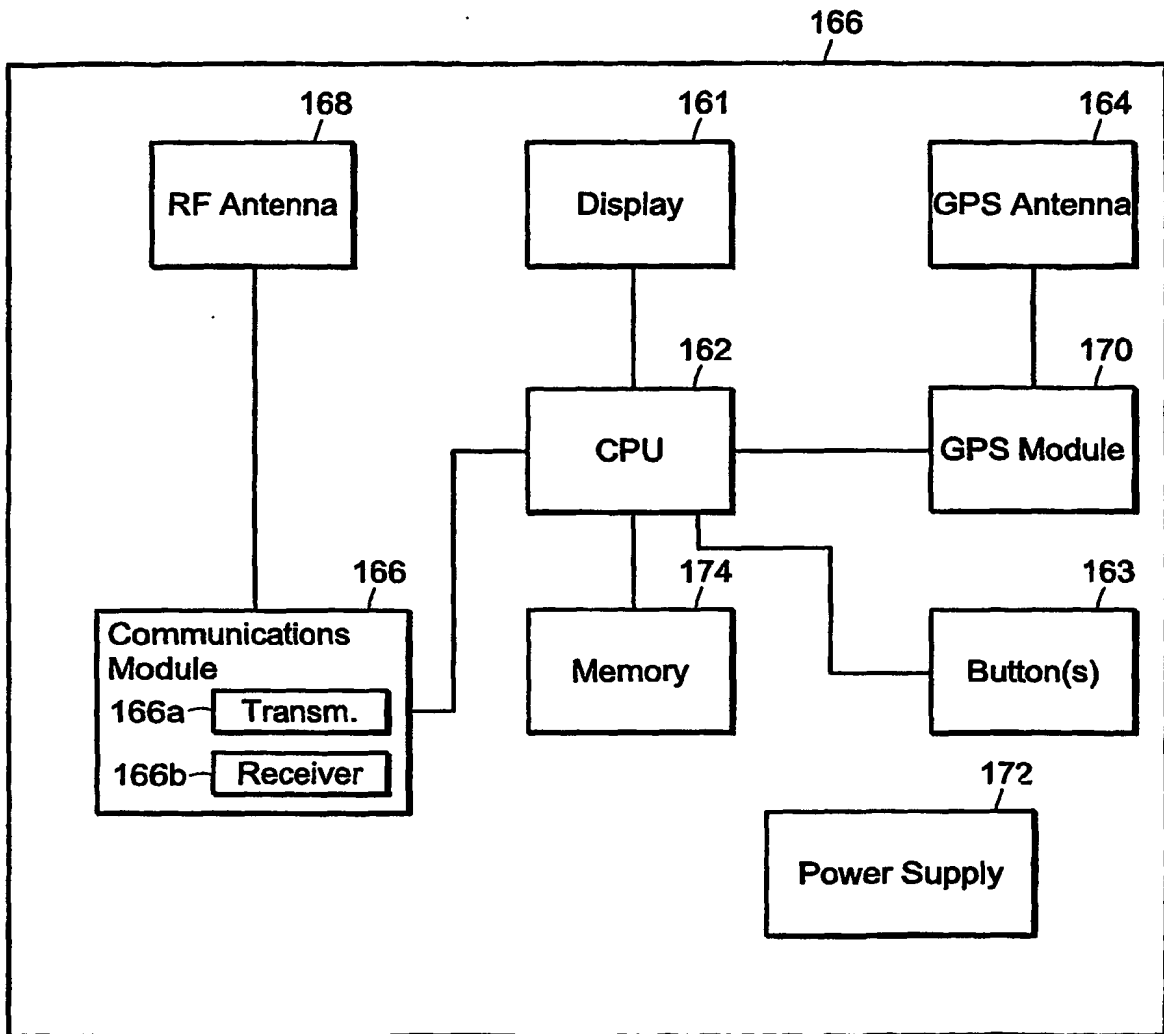 166
168
161
164
RF Antenna
Display
GPS Antenna
162
170
CPU
GPS Module
166
174
163
Communications
Module
166a
Transm.
166b
Receiver
Memory
Button(s)
172
Power Supply